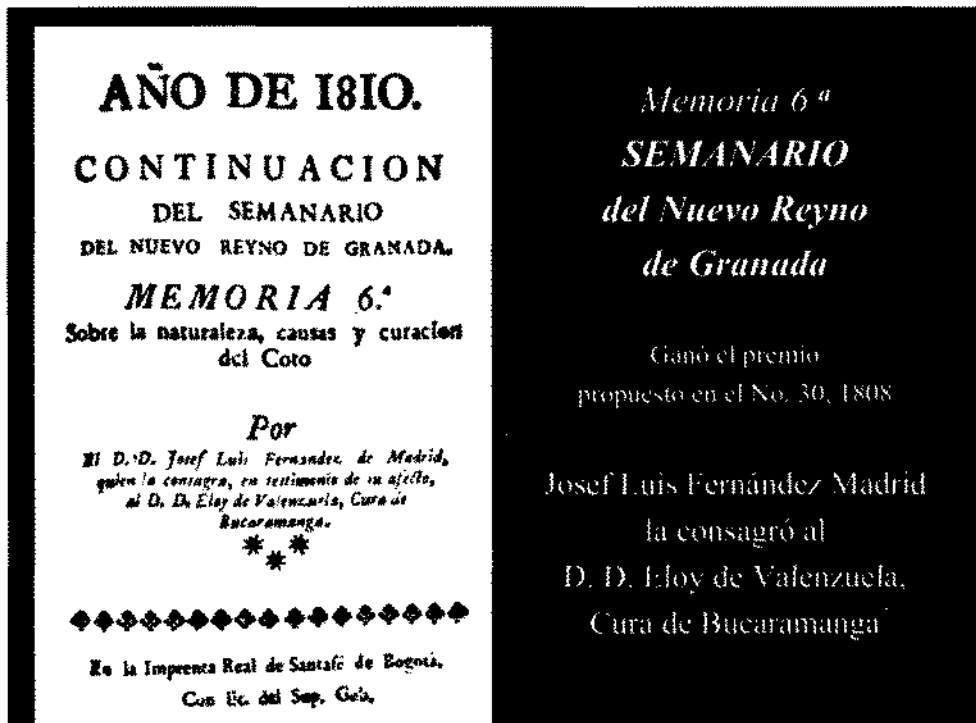 AÑO DE 1810.
CONTINUACION
DEL SEMANARIO
DEL NUEVO REYNO DE GRANADA.
MEMORIA 6.ª
Sobre la naturaleza, causas y curacion
del Coto
Por
El D. D. Josef Luis Fernandez de Madrid,
quien la consagra, en testimonio de su afecto,
al D. D. Eloy de Valenzuela, Cura de
Bucaramanga.
En la Imprenta Real de Santafé de Bogotá.
Con lic. del Sup. Gob.
Memoria 6 ª
SEMANARIO
del Nuevo Reyno
de Granada
Ganó el premio
propuesto en el No. 30, 1808
Josef Luis Fernández Madrid
la consagró al
D. D. Eloy de Valenzuela,
Cura de Bucaramanga